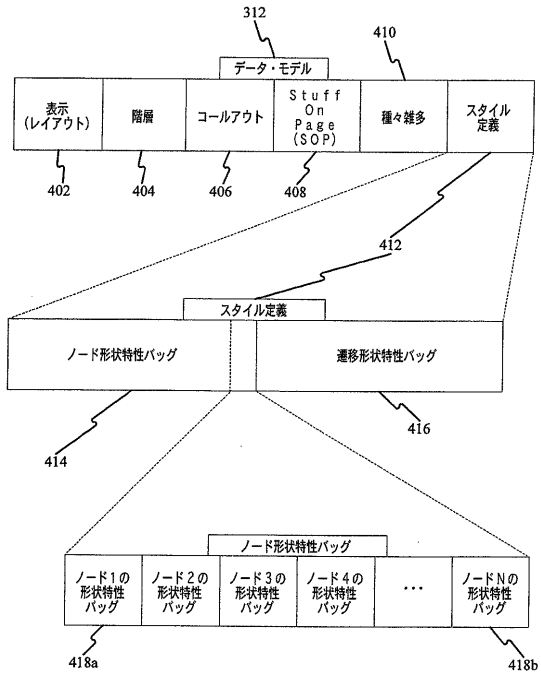 312
410
データ・モデル
表示
(レイアウト)
階層
コールアウト
Stuff
On
Page
(SOP)
種々雑多
スタイル
定義
402
404
406
408
412
スタイル定義
ノード形状特性バッグ
遷移形状特性バッグ
414
416
ノード形状特性バッグ
ノード1の
形状特性
バッグ
ノード2の
形状特性
バッグ
ノード3の
形状特性
バッグ
ノード4の
形状特性
バッグ
...
ノードNの
形状特性
バッグ
418a
418b